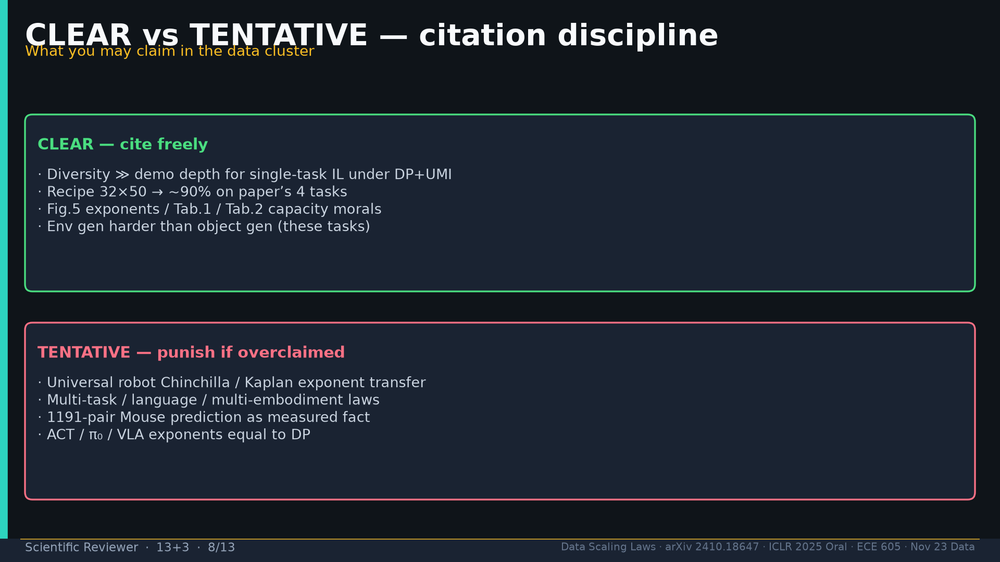 CLEAR vs TENTATIVE — citation discipline
What you may claim in the data cluster
CLEAR — cite freely
· Diversity ≫ demo depth for single-task IL under DP+UMI
· Recipe 32×50 → ~90% on paper’s 4 tasks
· Fig.5 exponents / Tab.1 / Tab.2 capacity morals
· Env gen harder than object gen (these tasks)
TENTATIVE — punish if overclaimed
· Universal robot Chinchilla / Kaplan exponent transfer
· Multi-task / language / multi-embodiment laws
· 1191-pair Mouse prediction as measured fact
· ACT / π₀ / VLA exponents equal to DP
Scientific Reviewer · 13+3 · 8/13
Data Scaling Laws · arXiv 2410.18647 · ICLR 2025 Oral · ECE 605 · Nov 23 Data